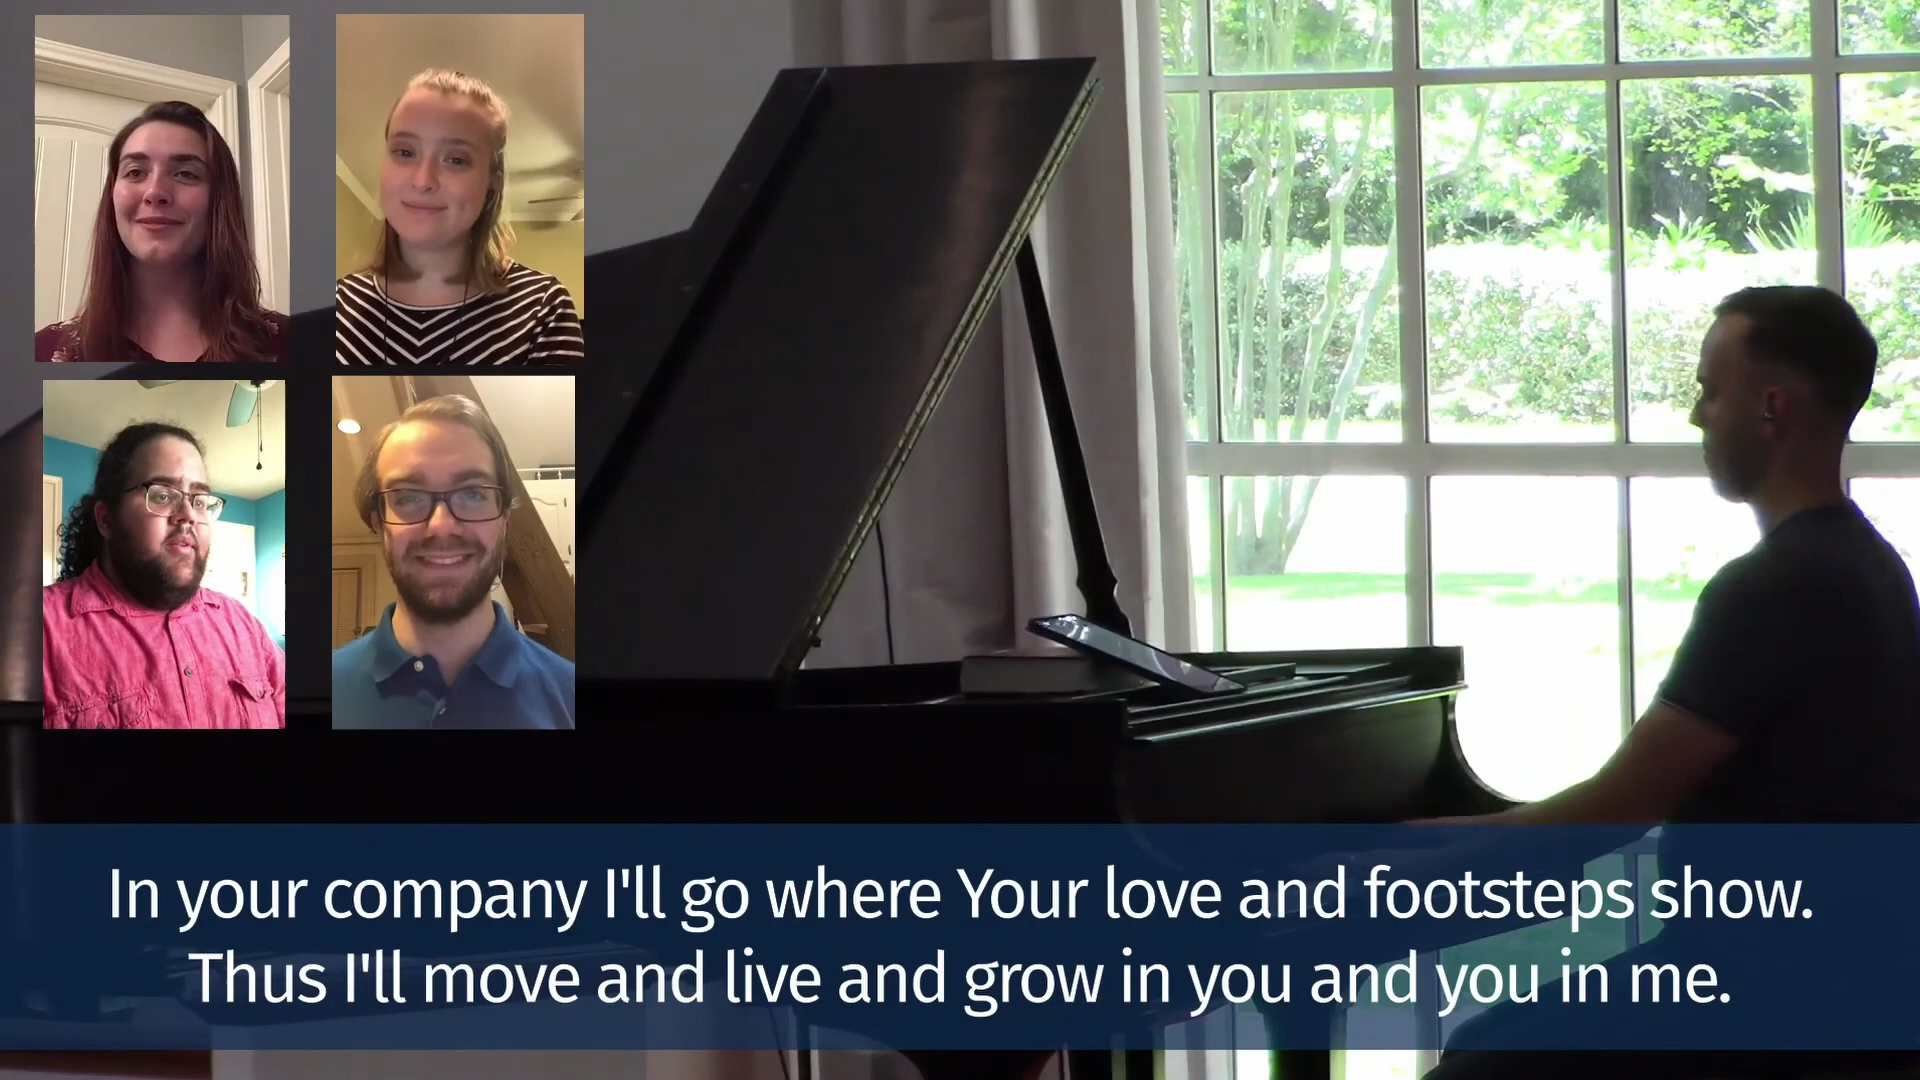 In your company I'll go where Your love and footsteps show.
Thus I'll move and live and grow in you and you in me.